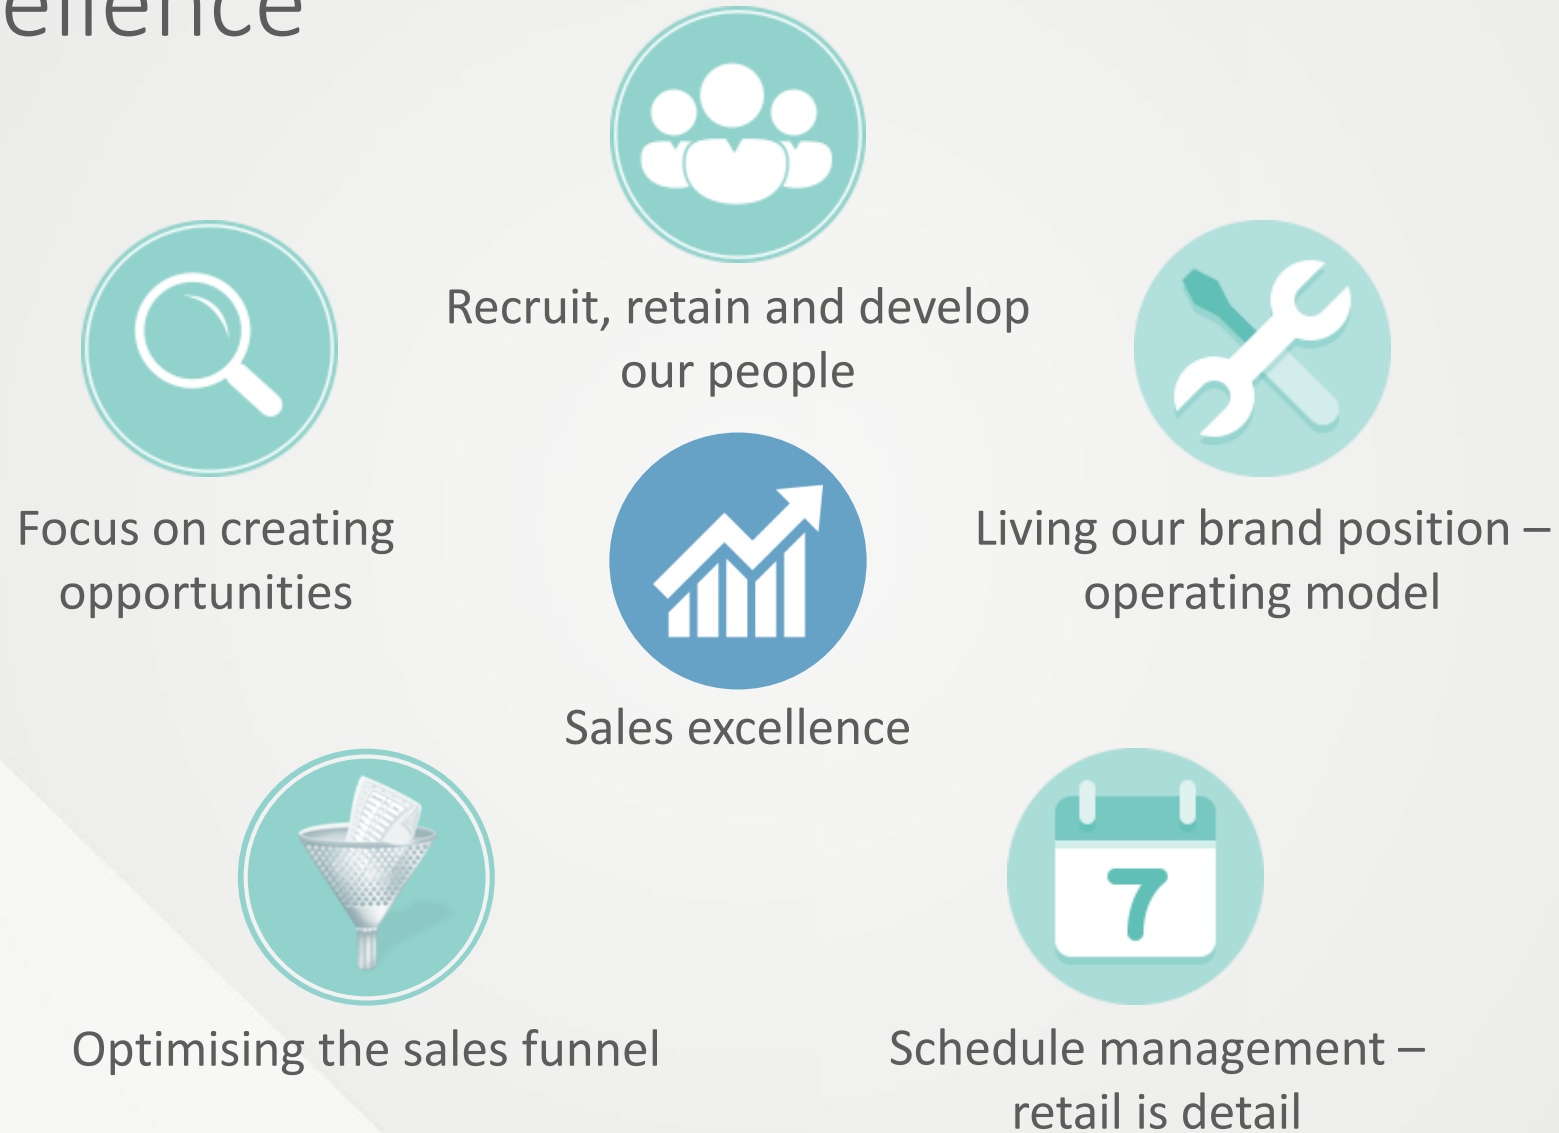 ellence
Recruit, retain and develop
our people
Focus on creating
opportunities
Living our brand position –
operating model
Sales excellence
7
Optimising the sales funnel
Schedule management –
retail is detail